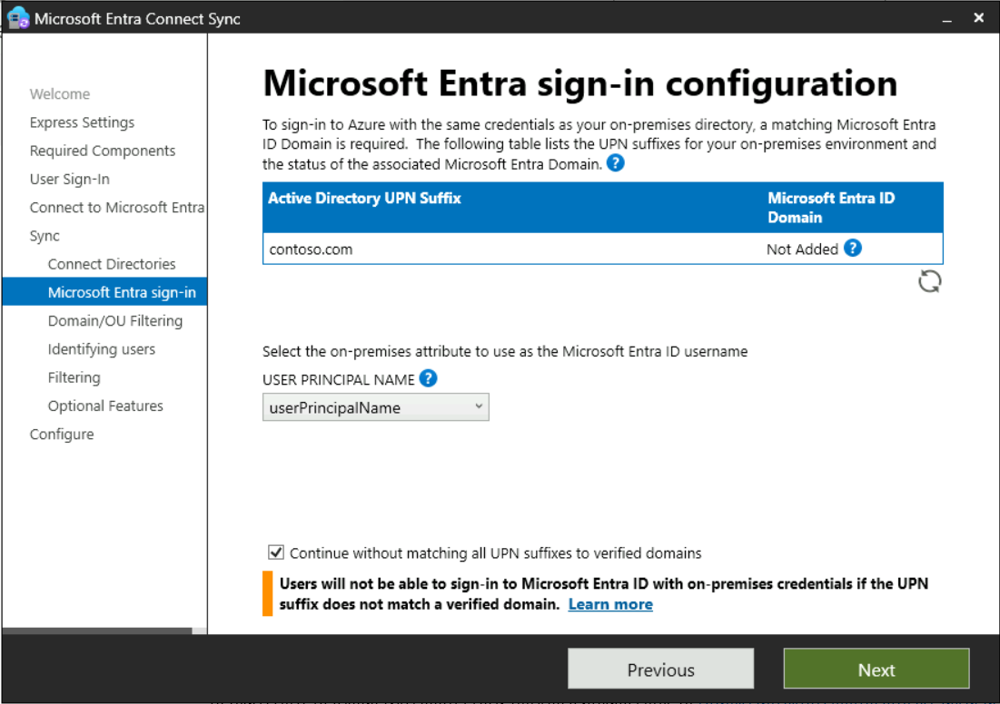 Microsoft Entra Connect Sync
Welcome
Express Settings
Required Components
User Sign-In
Connect to Microsoft Entra
Sync
Connect Directories
Microsoft Entra sign-in
Domain/OU Filtering
Identifying users
Filtering
Optional Features
Configure
Microsoft Entra sign-in configuration
To sign-in to Azure with the same credentials as your on-premises directory, a matching Microsoft Entra
ID Domain is required. The following table lists the UPN suffixes for your on-premises environment and
the status of the associated Microsoft Entra Domain. ?
Active Directory UPN Suffix
Microsoft Entra ID
Domain
contoso.com
Not Added ?
Select the on-premises attribute to use as the Microsoft Entra ID username
USER PRINCIPAL NAME ?
userPrincipalName
Continue without matching all UPN suffixes to verified domains
Users will not be able to sign-in to Microsoft Entra ID with on-premises credentials if the UPN
suffix does not match a verified domain. Learn more
Previous
Next